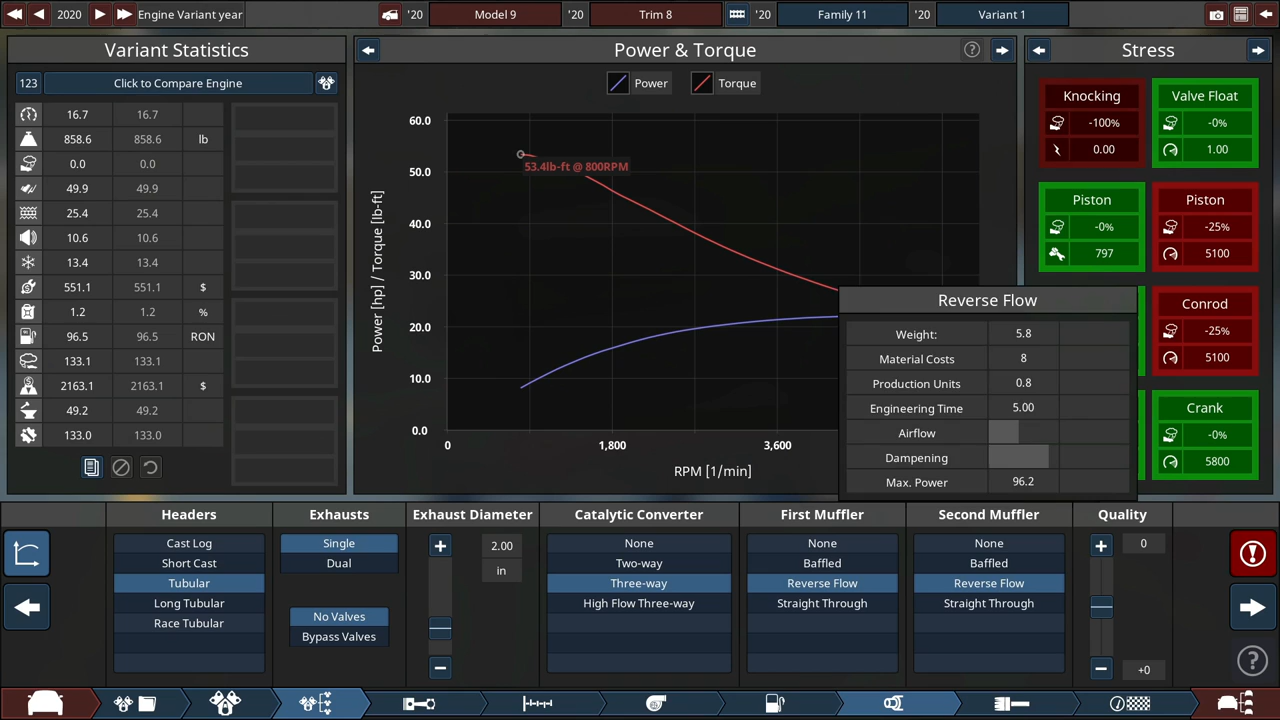 2020 Engine Variant year '20 Model 9 '20 Trim 8 '20 Family 11 '20 Variant 1
Variant Statistics
123 Click to Compare Engine
16.7 16.7
858.6 858.6 lb
0.0 0.0
49.9 49.9
25.4 25.4
10.6 10.6
13.4 13.4
551.1 551.1 $
1.2 1.2 %
96.5 96.5 RON
133.1 133.1
2163.1 2163.1 $
49.2 49.2
133.0 133.0
Power & Torque ?
Power Torque
60.0
50.0
40.0
30.0
20.0
10.0
0.0
Power [hp] / Torque [lb-ft]
53.4lb-ft @ 800RPM
0 1,800 3,600
RPM [1/min]
Reverse Flow
Weight: 5.8
Material Costs 8
Production Units 0.8
Engineering Time 5.00
Airflow
Dampening
Max. Power 96.2
Stress
Knocking
-100%
0.00
Valve Float
-0%
1.00
Piston
-0%
797
Piston
-25%
5100
Conrod
-25%
5100
Crank
-0%
5800
Headers
Cast Log
Short Cast
Tubular
Long Tubular
Race Tubular
Exhausts
Single
Dual
No Valves
Bypass Valves
Exhaust Diameter
+ 2.00
in
−
Catalytic Converter
None
Two-way
Three-way
High Flow Three-way
First Muffler
None
Baffled
Reverse Flow
Straight Through
Second Muffler
None
Baffled
Reverse Flow
Straight Through
Quality
+ 0
− +0
?